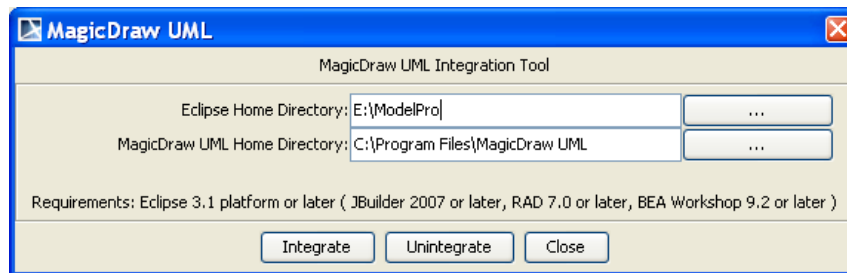 MagicDraw UML
MagicDraw UML Integration Tool
Eclipse Home Directory: E:\ModelPro ...
MagicDraw UML Home Directory: C:\Program Files\MagicDraw UML ...
Requirements: Eclipse 3.1 platform or later ( JBuilder 2007 or later, RAD 7.0 or later, BEA Workshop 9.2 or later )
Integrate Unintegrate Close